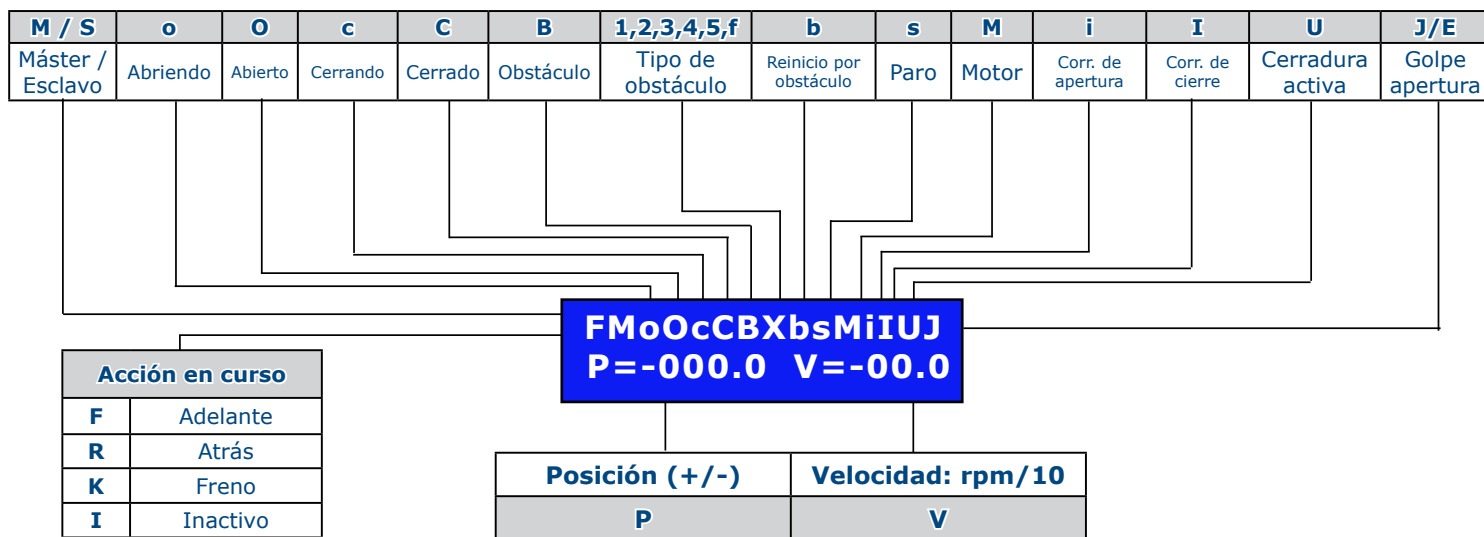 M / S o O c C B 1,2,3,4,5,f b s M i I U J/E
Máster / Esclavo Abriendo Abierto Cerrando Cerrado Obstáculo Tipo de obstáculo Reinicio por obstáculo Paro Motor Corr. de apertura Corr. de cierre Cerradura activa Golpe apertura
FMoOcCBXbsMiIUJ
P=-000.0 V=-00.0
Acción en curso
F Adelante
R Atrás
K Freno
I Inactivo
Posición (+/-) Velocidad: rpm/10
P V